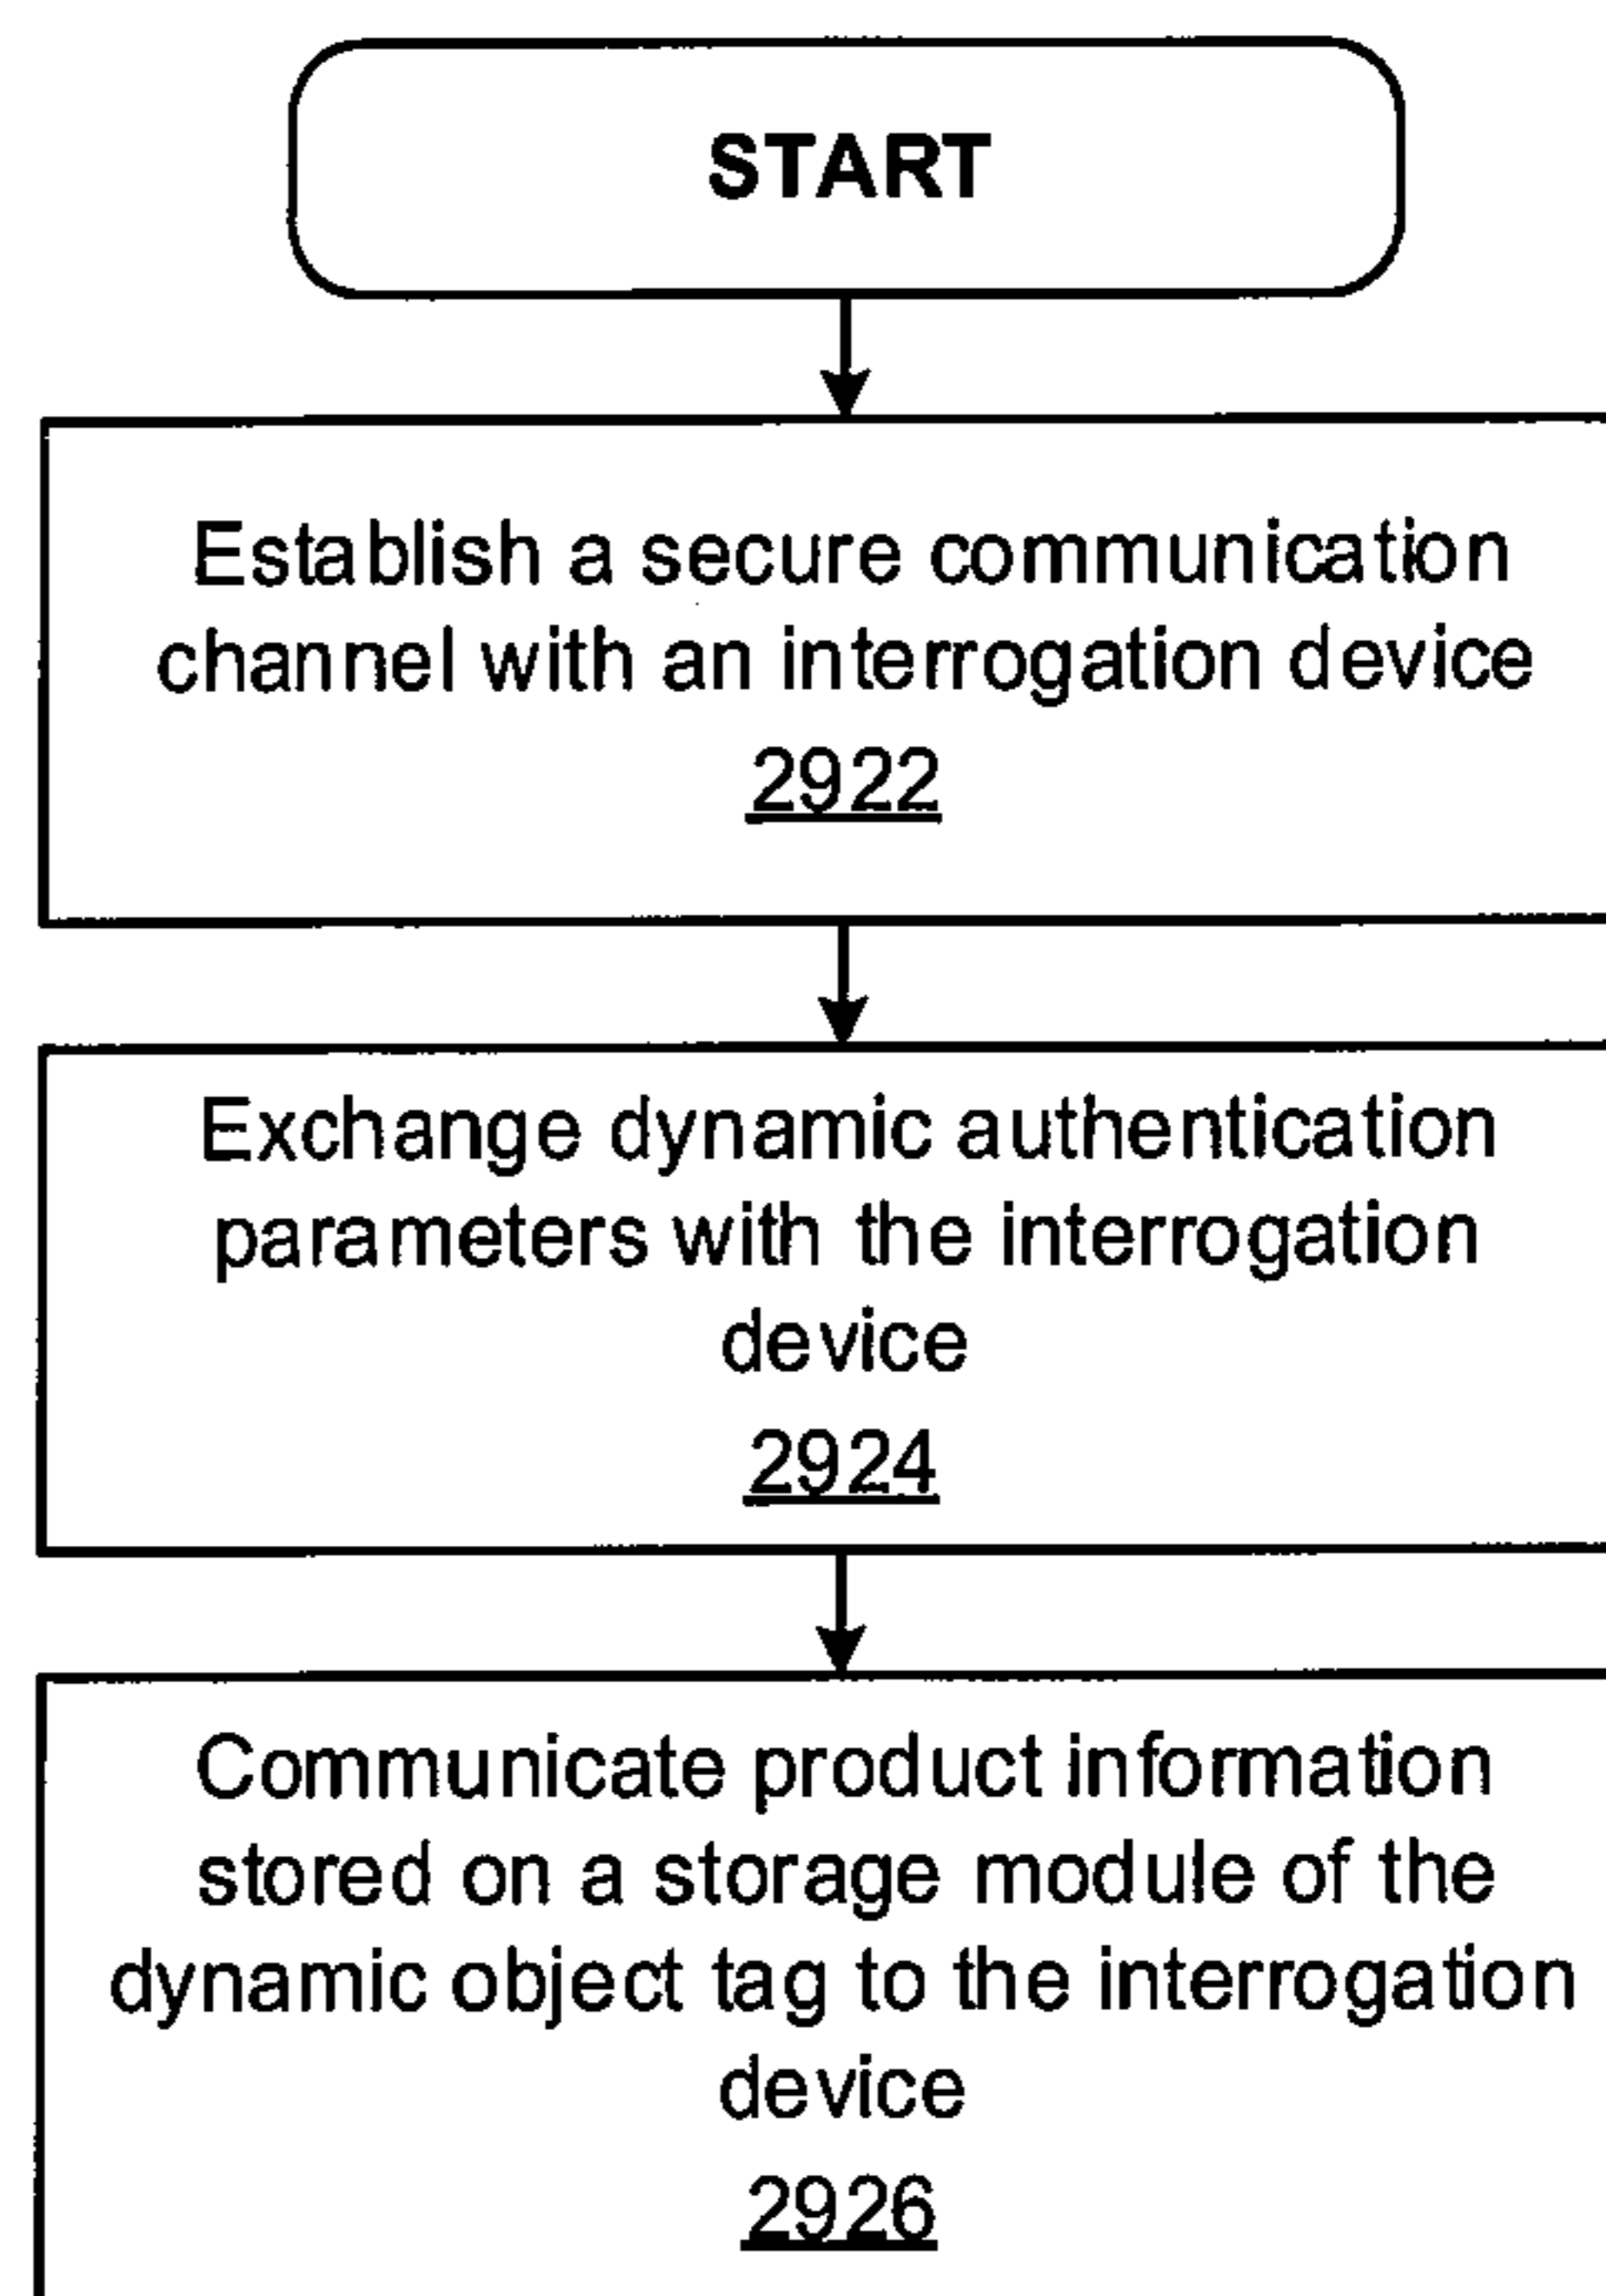 START
Establish a secure communication
channel with an interrogation device
2922
Exchange dynamic authentication
parameters with the interrogation
device
2924
Communicate product information
stored on a storage module of the
dynamic object tag to the interrogation
device
2926